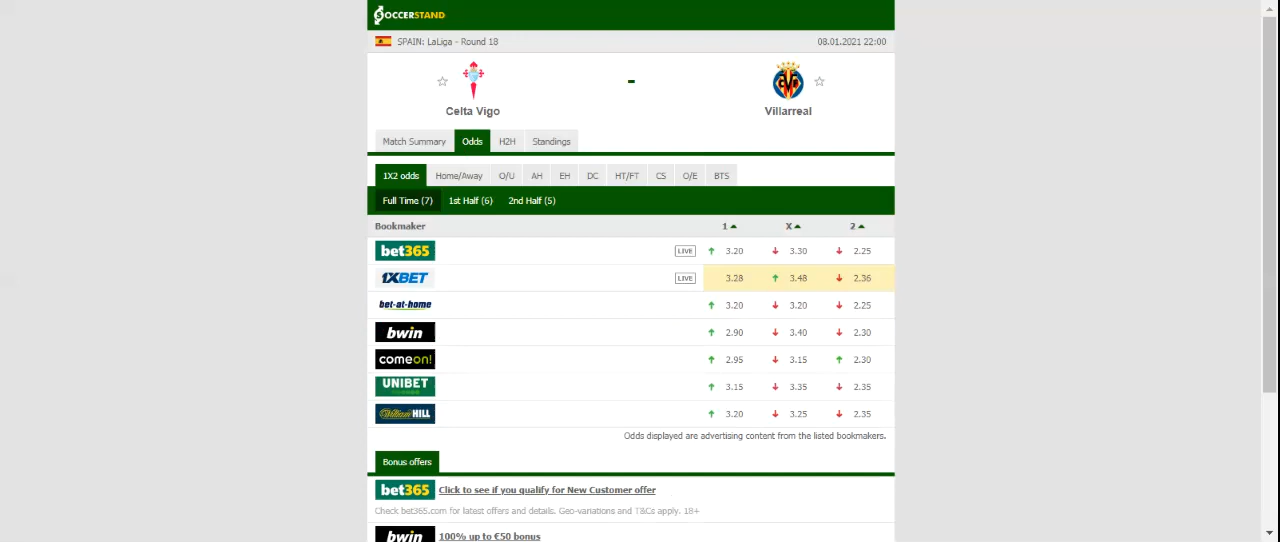 SOCCERSTAND
SPAIN: LaLiga - Round 18 08.01.2021 22:00
-
Celta Vigo Villarreal
Match Summary Odds H2H Standings
1X2 odds Home/Away O/U AH EH DC HT/FT CS O/E BTS
Full Time (7) 1st Half (6) 2nd Half (5)
Bookmaker 1 X 2
bet365 LIVE 3.20 3.30 2.25
1XBET LIVE 3.28 3.48 2.36
bet-at-home 3.20 3.20 2.25
bwin 2.90 3.40 2.30
comeon! 2.95 3.15 2.30
UNIBET 3.15 3.35 2.35
William HILL 3.20 3.25 2.35
Odds displayed are advertising content from the listed bookmakers.
Bonus offers
bet365 Click to see if you qualify for New Customer offer
Check bet365.com for latest offers and details. Geo-variations and T&Cs apply. 18+
bwin 100% up to €50 bonus